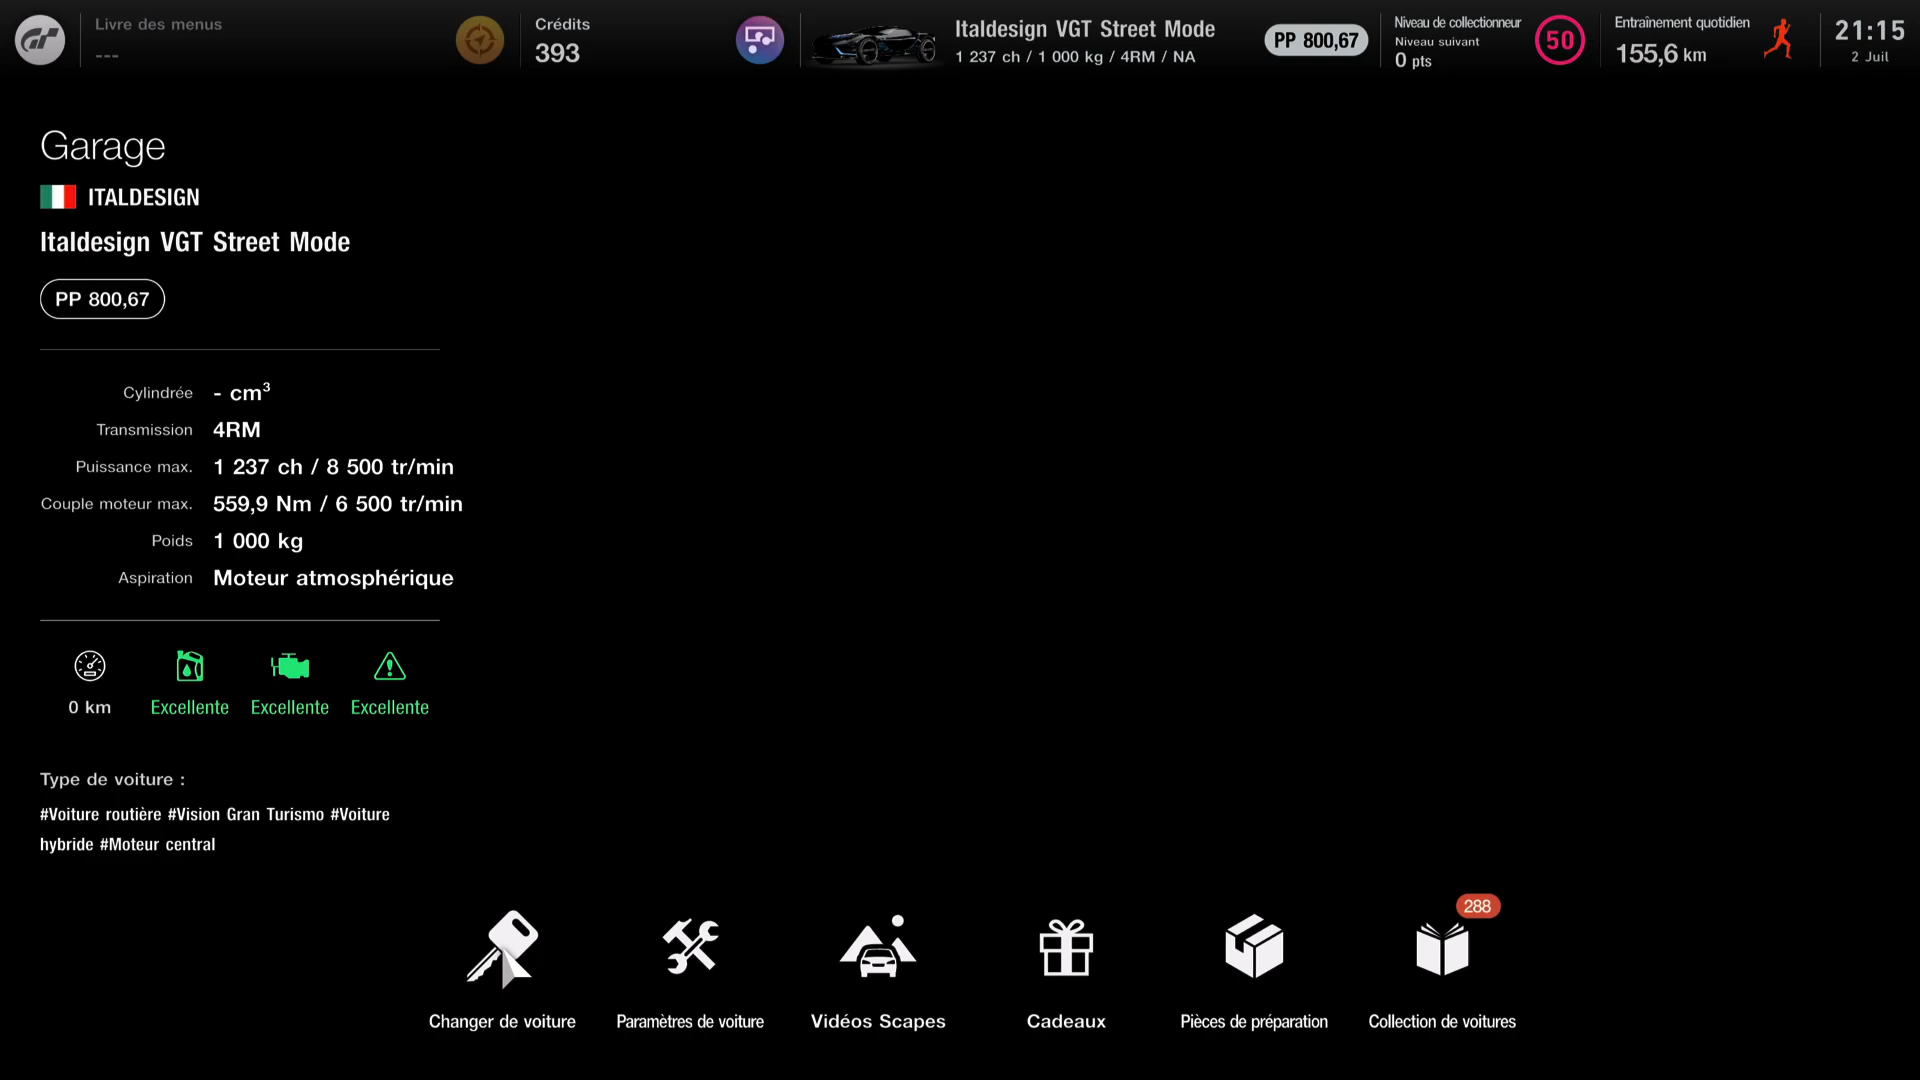 Livre des menus
---
Crédits
393
Italdesign VGT Street Mode
1 237 ch / 1 000 kg / 4RM / NA
PP 800,67
Niveau de collectionneur
Niveau suivant
0 pts
50
Entraînement quotidien
155,6 km
21:15
2 Juil
Garage
ITALDESIGN
Italdesign VGT Street Mode
PP 800,67
Cylindrée - cm³
Transmission 4RM
Puissance max. 1 237 ch / 8 500 tr/min
Couple moteur max. 559,9 Nm / 6 500 tr/min
Poids 1 000 kg
Aspiration Moteur atmosphérique
0 km Excellente Excellente Excellente
Type de voiture :
#Voiture routière #Vision Gran Turismo #Voiture
hybride #Moteur central
288
Changer de voiture Paramètres de voiture Vidéos Scapes Cadeaux Pièces de préparation Collection de voitures